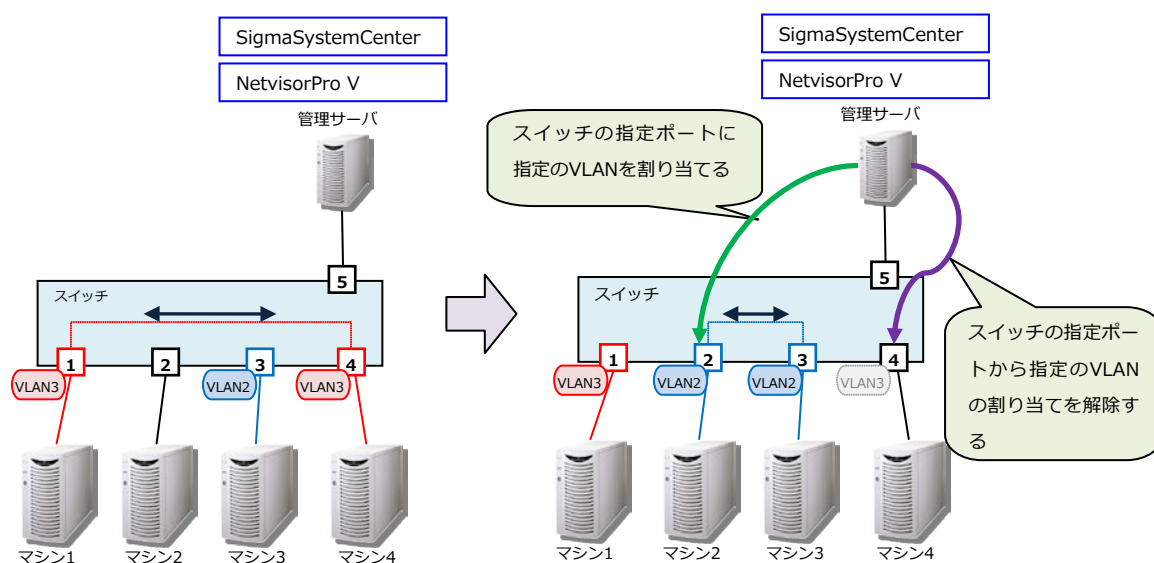 SigmaSystemCenter
NetvisorPro V
管理サーバ
5
スイッチ
1
2
3
4
VLAN3
VLAN2
VLAN3
マシン1
マシン2
マシン3
マシン4
SigmaSystemCenter
NetvisorPro V
管理サーバ
スイッチの指定ポートに
指定のVLANを割り当てる
5
スイッチ
1
2
3
4
VLAN3
VLAN2
VLAN2
VLAN3
スイッチの指定ポー
トから指定のVLAN
の割り当てを解除す
る
マシン1
マシン2
マシン3
マシン4